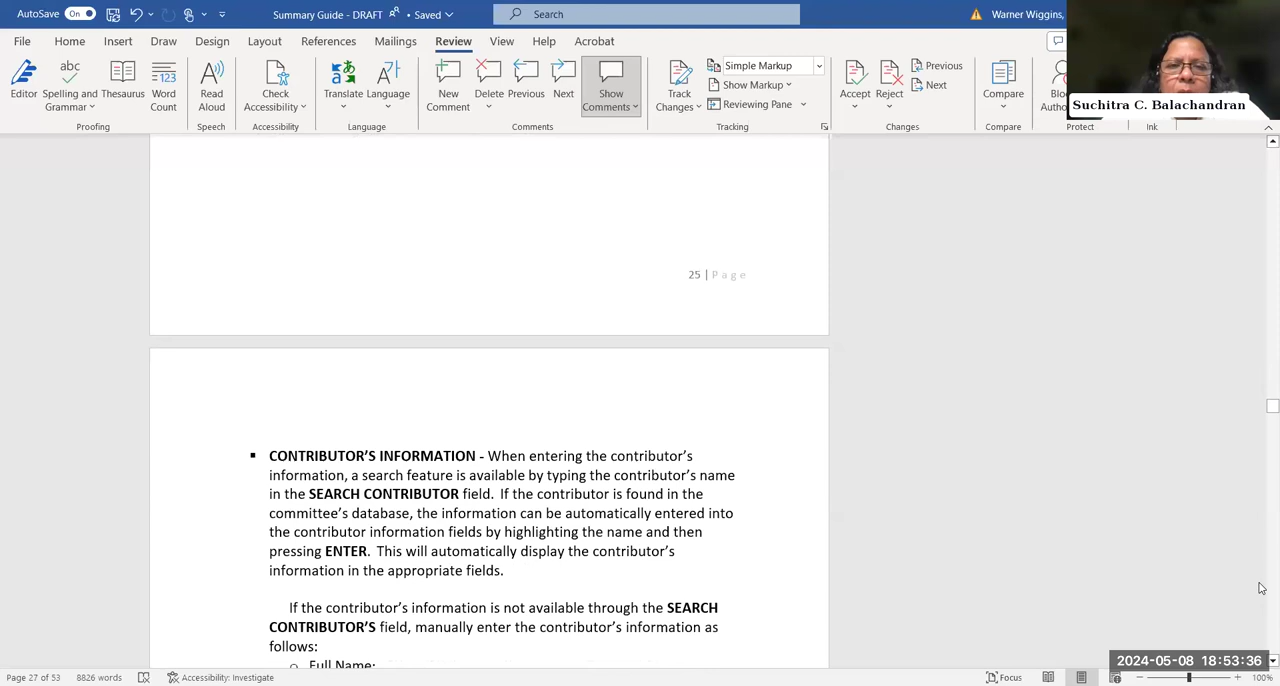 AutoSave On Summary Guide - DRAFT • Saved Search Warner Wiggins,
File Home Insert Draw Design Layout References Mailings Review View Help Acrobat
Suchitra C. Balachandran
Editor Spelling and Grammar Thesaurus Word Count Read Aloud Check Accessibility Translate Language New Comment Delete Previous Next Show Comments Track Changes Simple Markup Show Markup Reviewing Pane Accept Reject Previous Next Compare
Proofing Speech Accessibility Language Comments Tracking Changes Compare Protect Ink
25 | Page
▪ CONTRIBUTOR’S INFORMATION - When entering the contributor’s
information, a search feature is available by typing the contributor’s name
in the SEARCH CONTRIBUTOR field. If the contributor is found in the
committee’s database, the information can be automatically entered into
the contributor information fields by highlighting the name and then
pressing ENTER. This will automatically display the contributor’s
information in the appropriate fields.
If the contributor’s information is not available through the SEARCH
CONTRIBUTOR’S field, manually enter the contributor’s information as
follows:
o Full Name:
2024-05-08 18:53:36
Page 27 of 53 8826 words Accessibility: Investigate Focus 100%